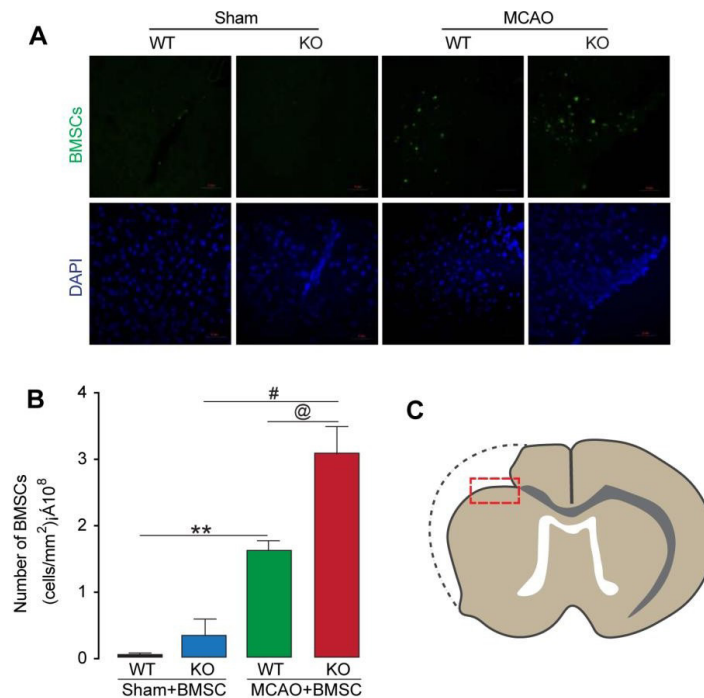 A
Sham
MCAO
WT
KO
WT
KO
BMSCs
DAPI
B
Number of BMSCs
(cells/mm²)¡Á10⁸
4
3
2
1
0
**
#
@
WT
KO
WT
KO
Sham+BMSC
MCAO+BMSC
C